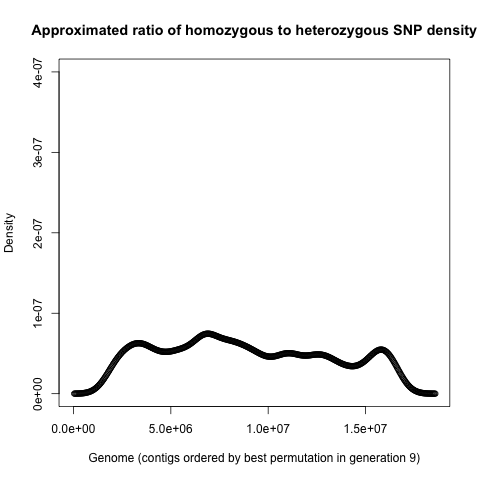 Approximated ratio of homozygous to heterozygous SNP density
4e-07
3e-07
2e-07
1e-07
0e+00
Density
0.0e+00 5.0e+06 1.0e+07 1.5e+07
Genome (contigs ordered by best permutation in generation 9)